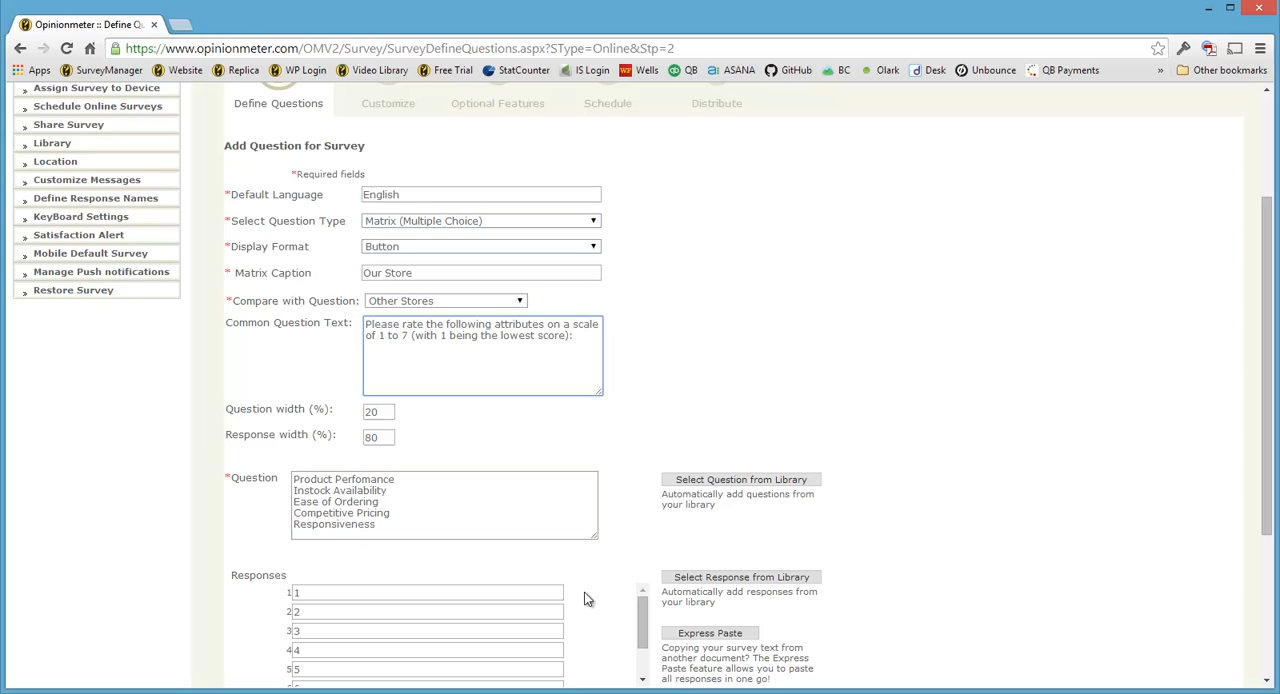 Opinionmeter :: Define Qu
https://www.opinionmeter.com/OMV2/Survey/SurveyDefineQuestions.aspx?SType=Online&Stp=2
Apps SurveyManager Website Replica WP Login Video Library Free Trial StatCounter IS Login Wells QB ASANA GitHub BC Olark Desk Unbounce QB Payments » Other bookmarks
Assign Survey to Device
Schedule Online Surveys
Share Survey
Library
Location
Customize Messages
Define Response Names
KeyBoard Settings
Satisfaction Alert
Mobile Default Survey
Manage Push notifications
Restore Survey
Define Questions Customize Optional Features Schedule Distribute
Add Question for Survey
*Required fields
*Default Language English
*Select Question Type Matrix (Multiple Choice)
*Display Format Button
* Matrix Caption Our Store
*Compare with Question: Other Stores
Common Question Text: Please rate the following attributes on a scale
of 1 to 7 (with 1 being the lowest score):
Question width (%): 20
Response width (%): 80
*Question Product Perfomance
Instock Availability
Ease of Ordering
Competitive Pricing
Responsiveness
Select Question from Library
Automatically add questions from
your library
Responses
1 1
2 2
3 3
4 4
5 5
Select Response from Library
Automatically add responses from
your library
Express Paste
Copying your survey text from
another document? The Express
Paste feature allows you to paste
all responses in one go!